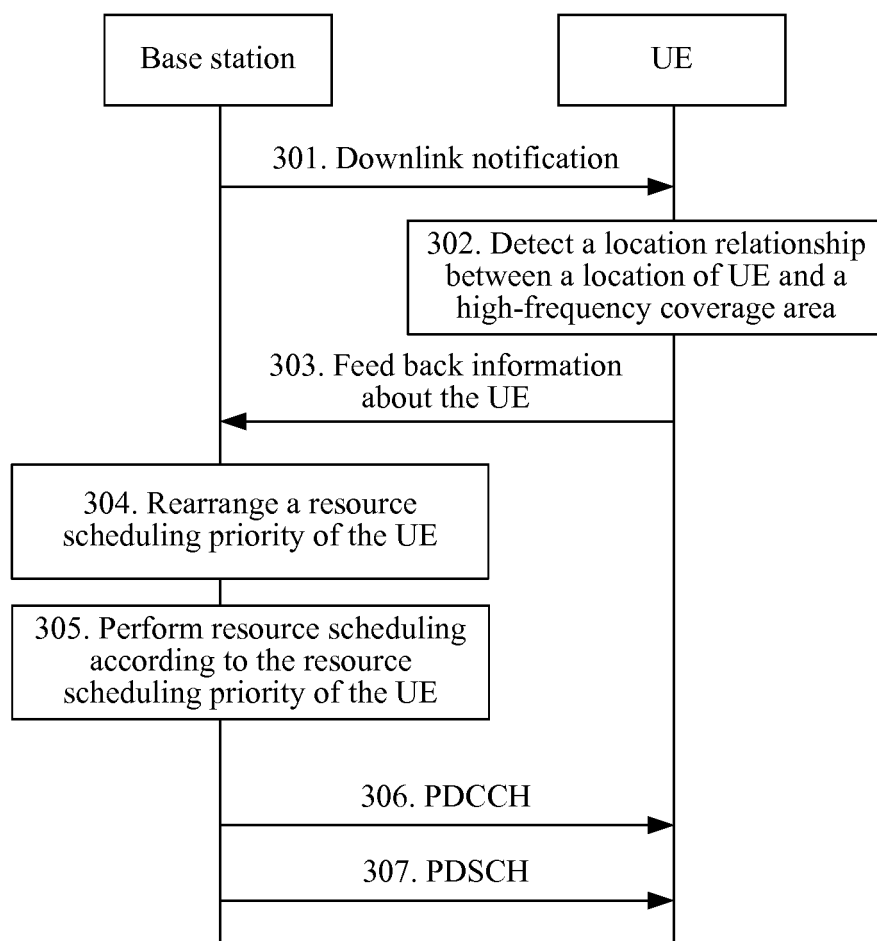 Base station
UE
301. Downlink notification
302. Detect a location relationship
between a location of UE and a
high-frequency coverage area
303. Feed back information
about the UE
304. Rearrange a resource
scheduling priority of the UE
305. Perform resource scheduling
according to the resource
scheduling priority of the UE
306. PDCCH
307. PDSCH